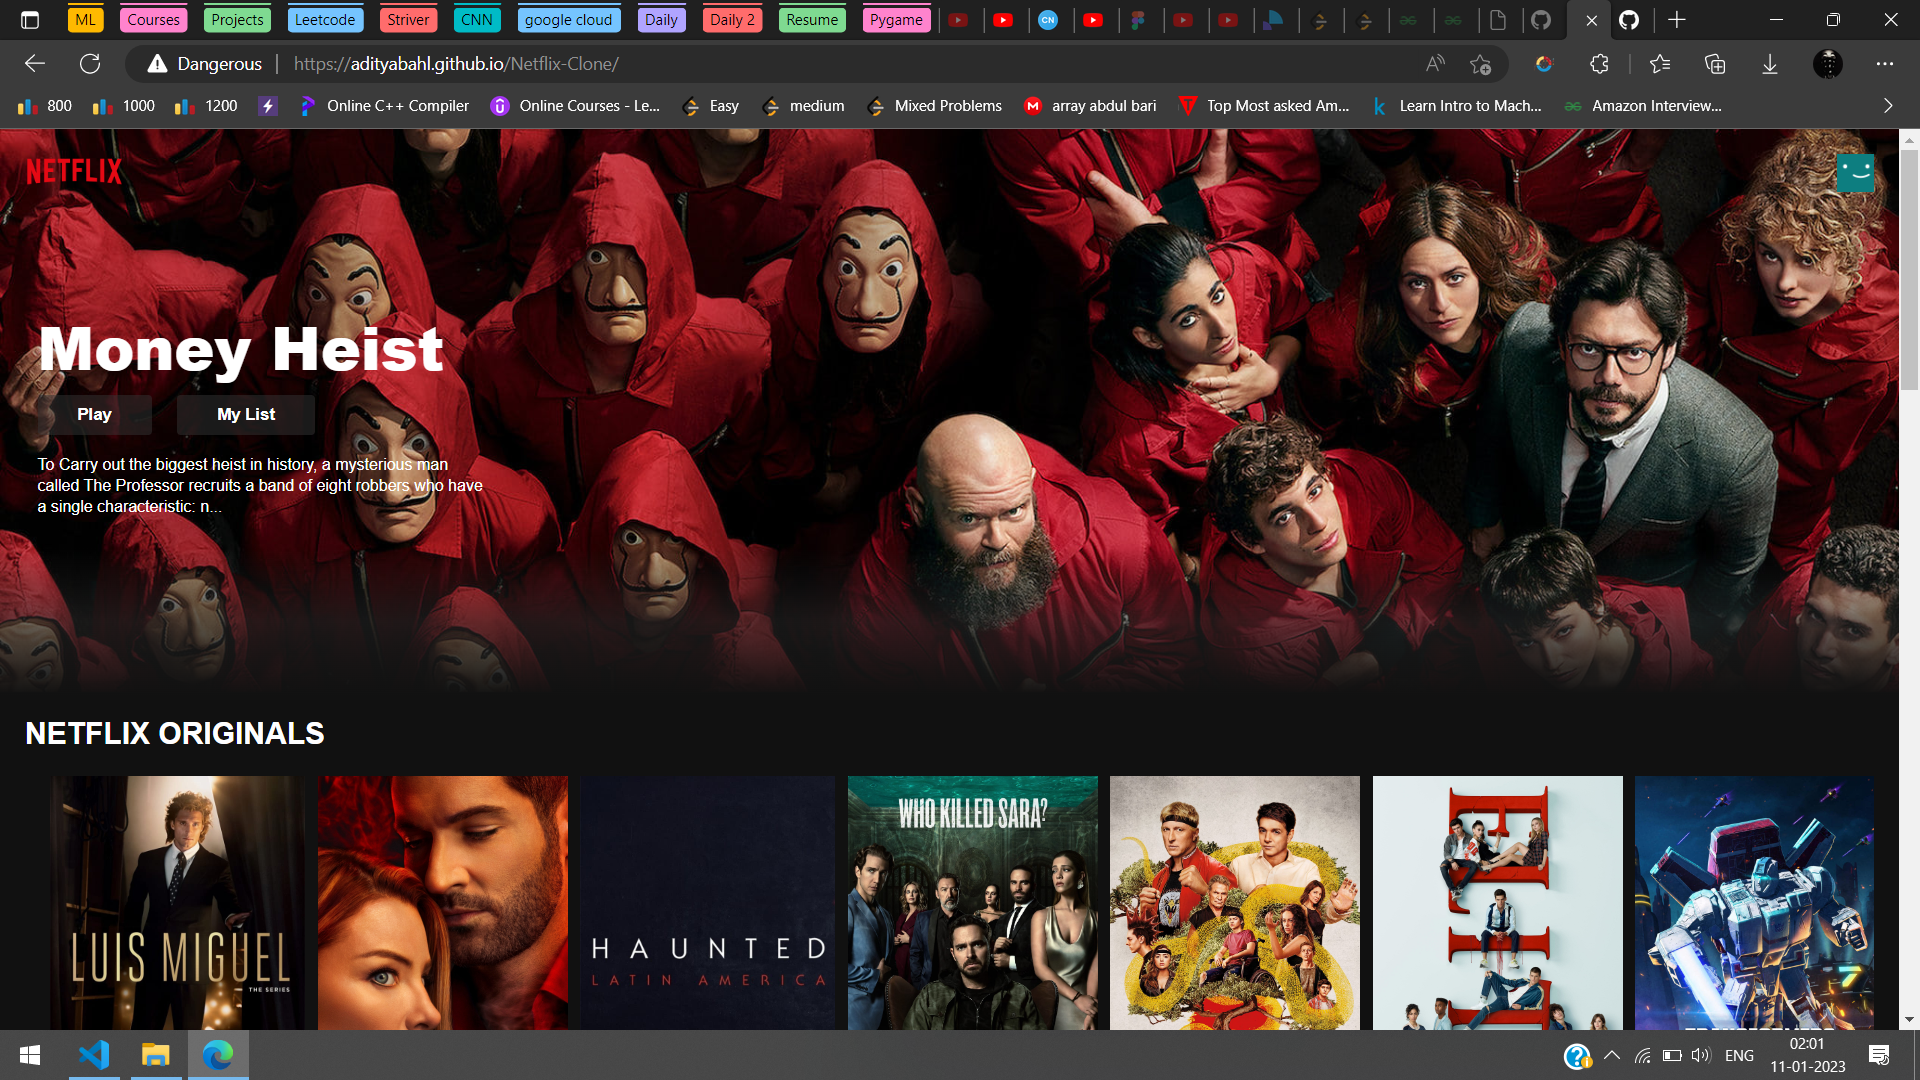 ML Courses Projects Leetcode Striver CNN google cloud Daily Daily 2 Resume Pygame
Dangerous https://adityabahl.github.io/Netflix-Clone/
800 1000 1200 Online C++ Compiler Online Courses - Le... Easy medium Mixed Problems array abdul bari Top Most asked Am... Learn Intro to Mach... Amazon Interview...
NETFLIX
Money Heist
Play My List
To Carry out the biggest heist in history, a mysterious man
called The Professor recruits a band of eight robbers who have
a single characteristic: n...
NETFLIX ORIGINALS
LUIS MIGUEL
THE SERIES
HAUNTED
LATIN AMERICA
WHO KILLED SARA?
ENG
02:01
11-01-2023